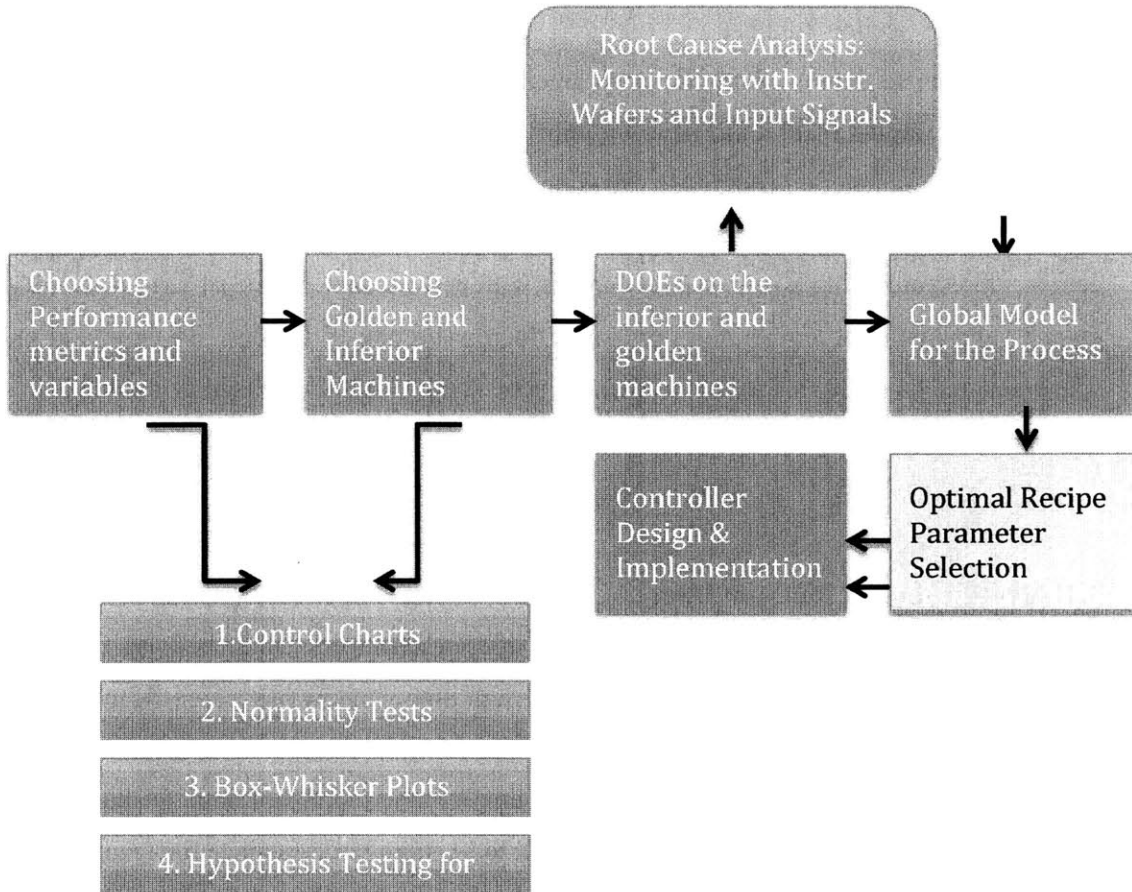 Root Cause Analysis:
Monitoring with Instr.
Wafers and Input Signals
Choosing
Performance
metrics and
variables
Choosing
Golden and
Inferior
Machines
DOEs on the
inferior and
golden
machines
Global Model
for the Process
Controller
Design &
Implementation
Optimal Recipe
Parameter
Selection
1.Control Charts
2. Normality Tests
3. Box-Whisker Plots
4. Hypothesis Testing for